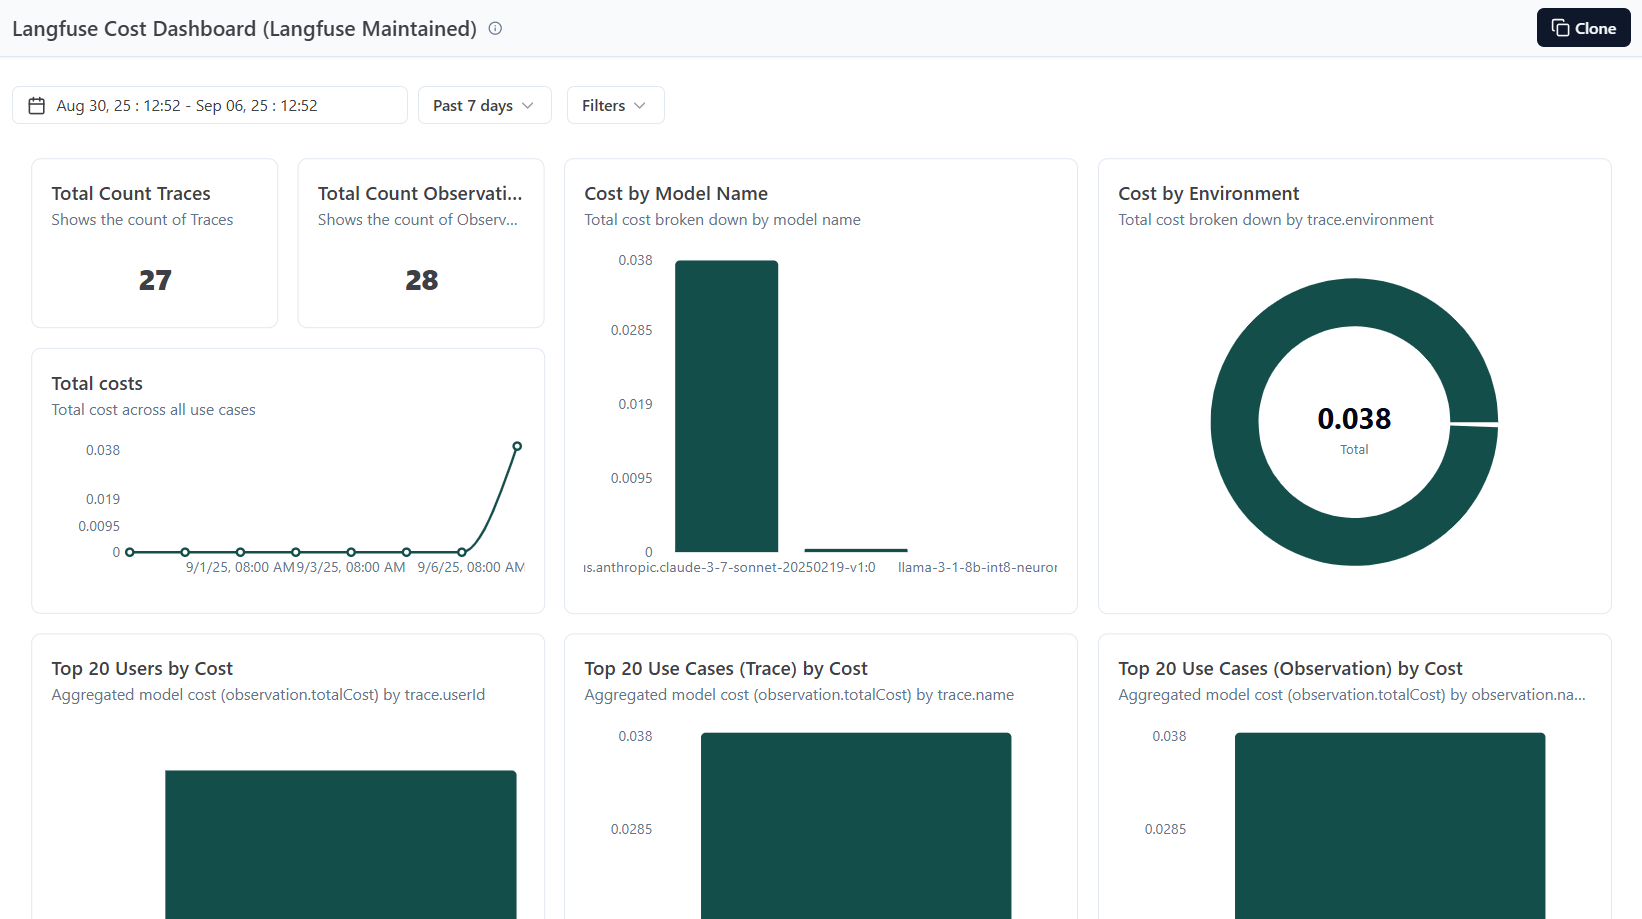 Langfuse Cost Dashboard (Langfuse Maintained)
Clone
Aug 30, 25 : 12:52 - Sep 06, 25 : 12:52
Past 7 days
Filters
Total Count Traces
Shows the count of Traces
27
Total Count Observati...
Shows the count of Observ...
28
Total costs
Total cost across all use cases
0.038
0.019
0.0095
0
9/1/25, 08:00 AM
9/3/25, 08:00 AM
9/6/25, 08:00 AM
Cost by Model Name
Total cost broken down by model name
0.038
0.0285
0.019
0.0095
0
us.anthropic.claude-3-7-sonnet-20250219-v1:0
llama-3-1-8b-int8-neuron
Cost by Environment
Total cost broken down by trace.environment
0.038
Total
Top 20 Users by Cost
Aggregated model cost (observation.totalCost) by trace.userId
Top 20 Use Cases (Trace) by Cost
Aggregated model cost (observation.totalCost) by trace.name
0.038
0.0285
Top 20 Use Cases (Observation) by Cost
Aggregated model cost (observation.totalCost) by observation.na...
0.038
0.0285